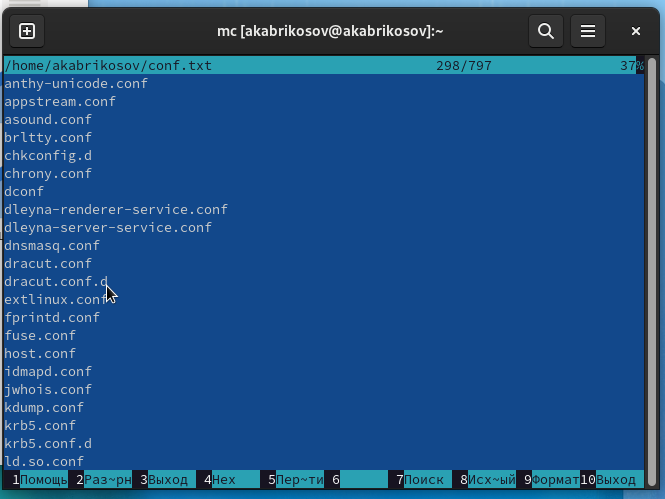 mc [akabrikosov@akabrikosov]:~
/home/akabrikosov/conf.txt 298/797 37%
anthy-unicode.conf
appstream.conf
asound.conf
brltty.conf
chkconfig.d
chrony.conf
dconf
dleyna-renderer-service.conf
dleyna-server-service.conf
dnsmasq.conf
dracut.conf
dracut.conf.d
extlinux.conf
fprintd.conf
fuse.conf
host.conf
idmapd.conf
jwhois.conf
kdump.conf
krb5.conf
krb5.conf.d
ld.so.conf
1Помощь 2Раз~рн 3Выход 4Hex 5Пер~ти 6 7Поиск 8Исх~ый 9Формат 10Выход